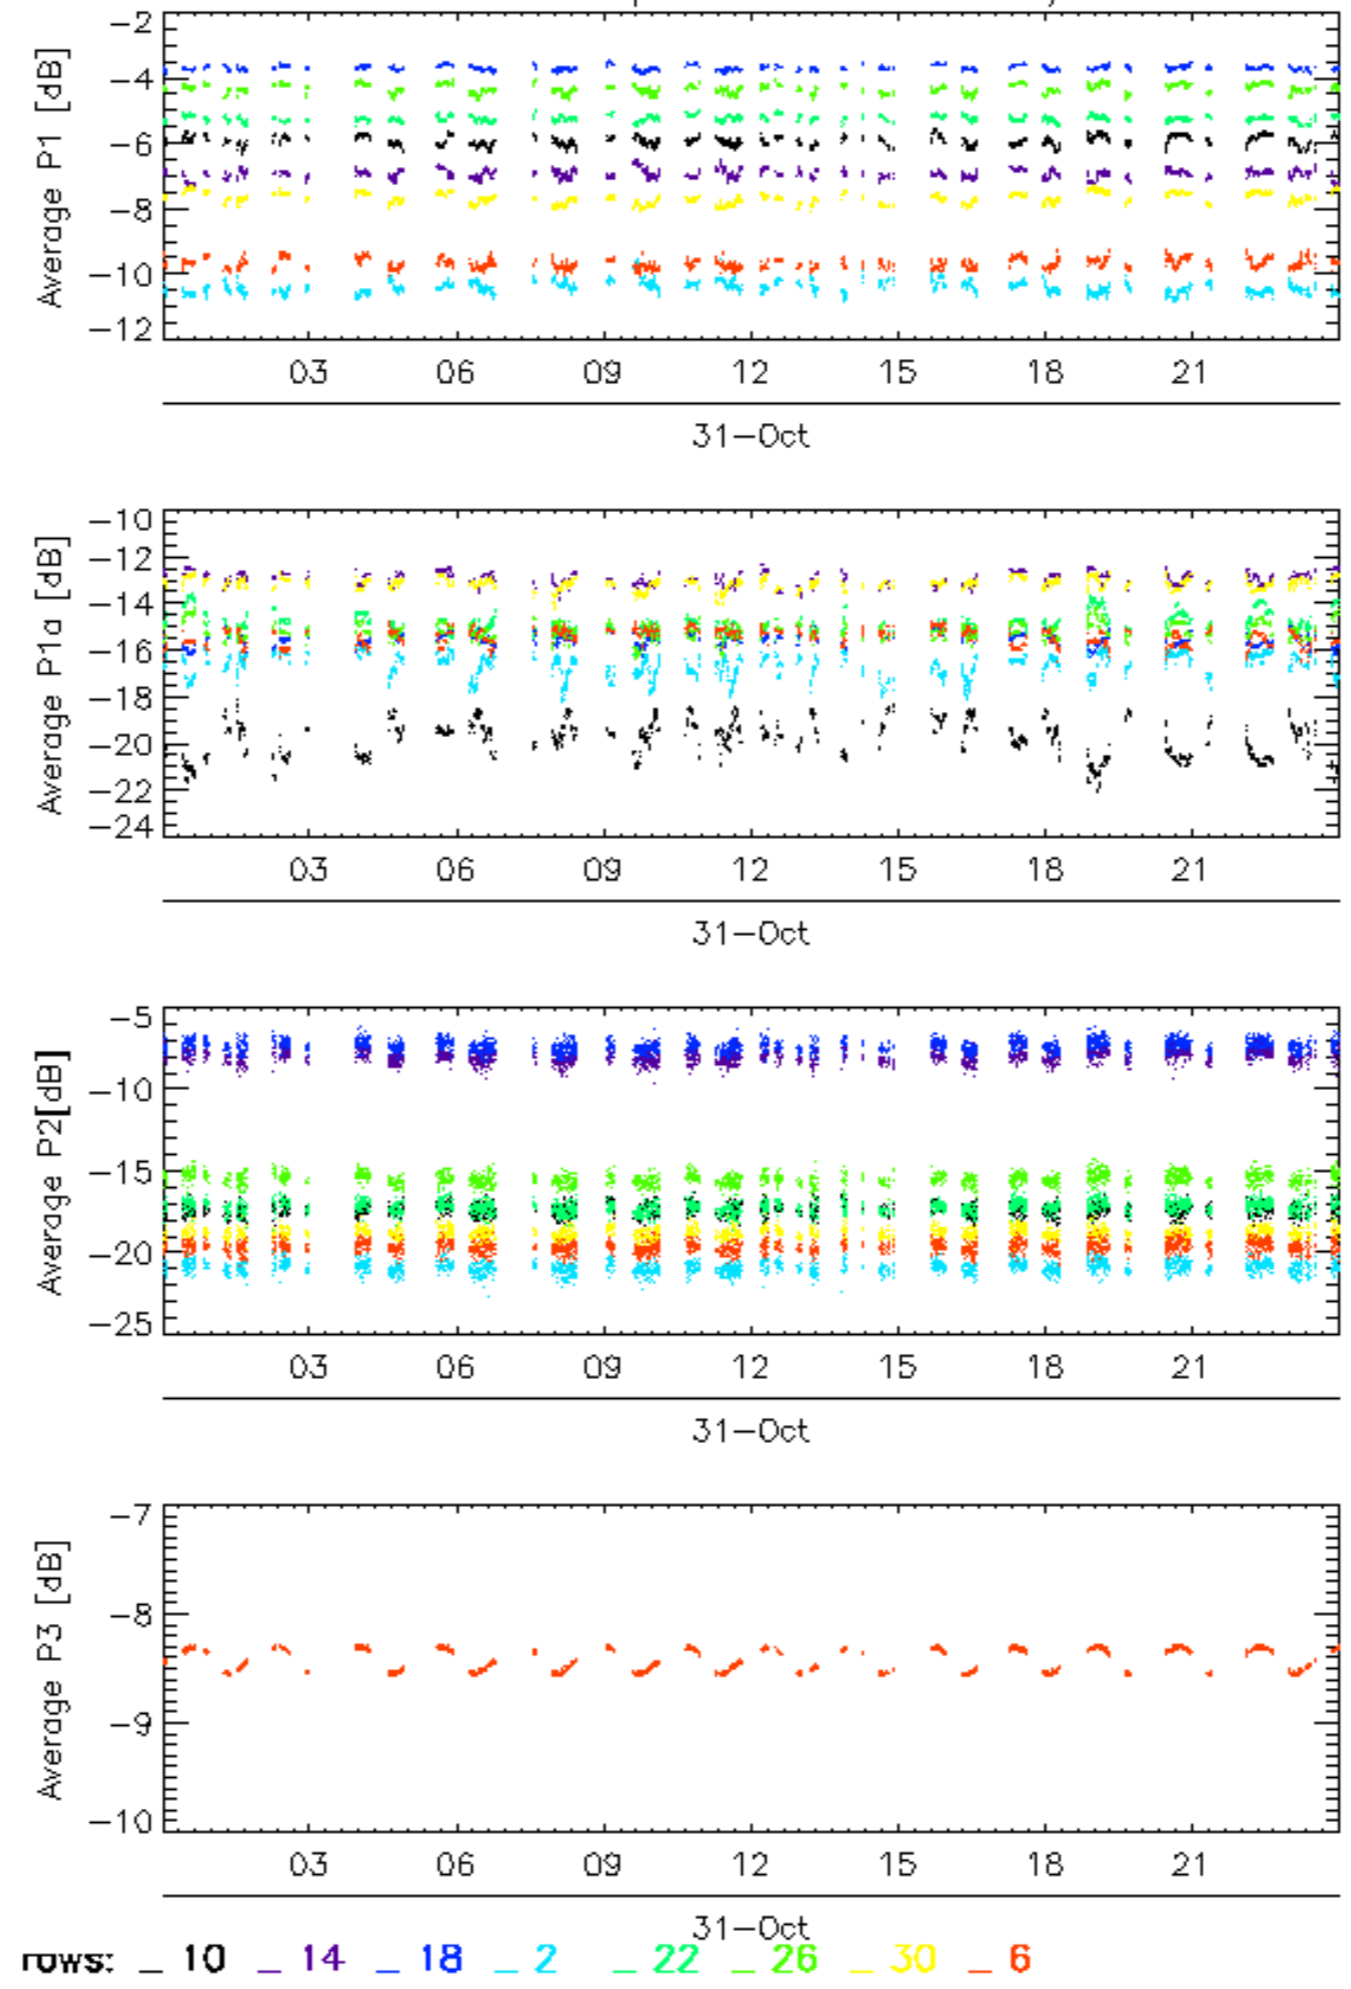 Average P1 [dB]
−2
−4
−6
−8
−10
−12
03 06 09 12 15 18 21
31−Oct
Average P1a [dB]
−10
−12
−14
−16
−18
−20
−22
−24
03 06 09 12 15 18 21
31−Oct
Average P2[dB]
−5
−10
−15
−20
−25
03 06 09 12 15 18 21
31−Oct
Average P3 [dB]
−7
−8
−9
−10
03 06 09 12 15 18 21
31−Oct
rows: _ 10 _ 14 _ 18 _ 2 _ 22 _ 26 _ 30 _ 6